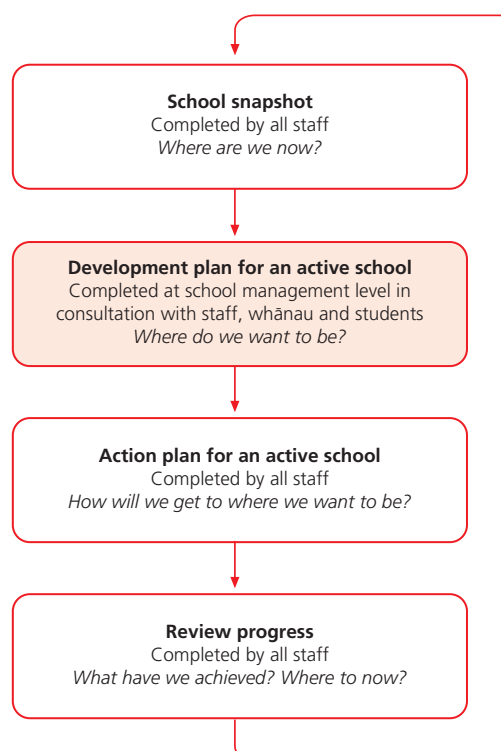 School snapshot
Completed by all staff
Where are we now?
Development plan for an active school
Completed at school management level in
consultation with staff, whānau and students
Where do we want to be?
Action plan for an active school
Completed by all staff
How will we get to where we want to be?
Review progress
Completed by all staff
What have we achieved? Where to now?